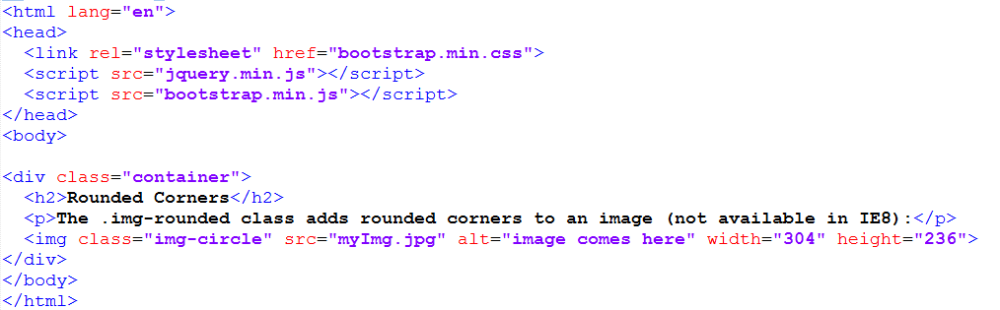 <html lang="en">
<head>
  <link rel="stylesheet" href="bootstrap.min.css">
  <script src="jquery.min.js"></script>
  <script src="bootstrap.min.js"></script>
</head>
<body>

<div class="container">
  <h2>Rounded Corners</h2>
  <p>The .img-rounded class adds rounded corners to an image (not available in IE8):</p>
  <img class="img-circle" src="myImg.jpg" alt="image comes here" width="304" height="236">
</div>
</body>
</html>